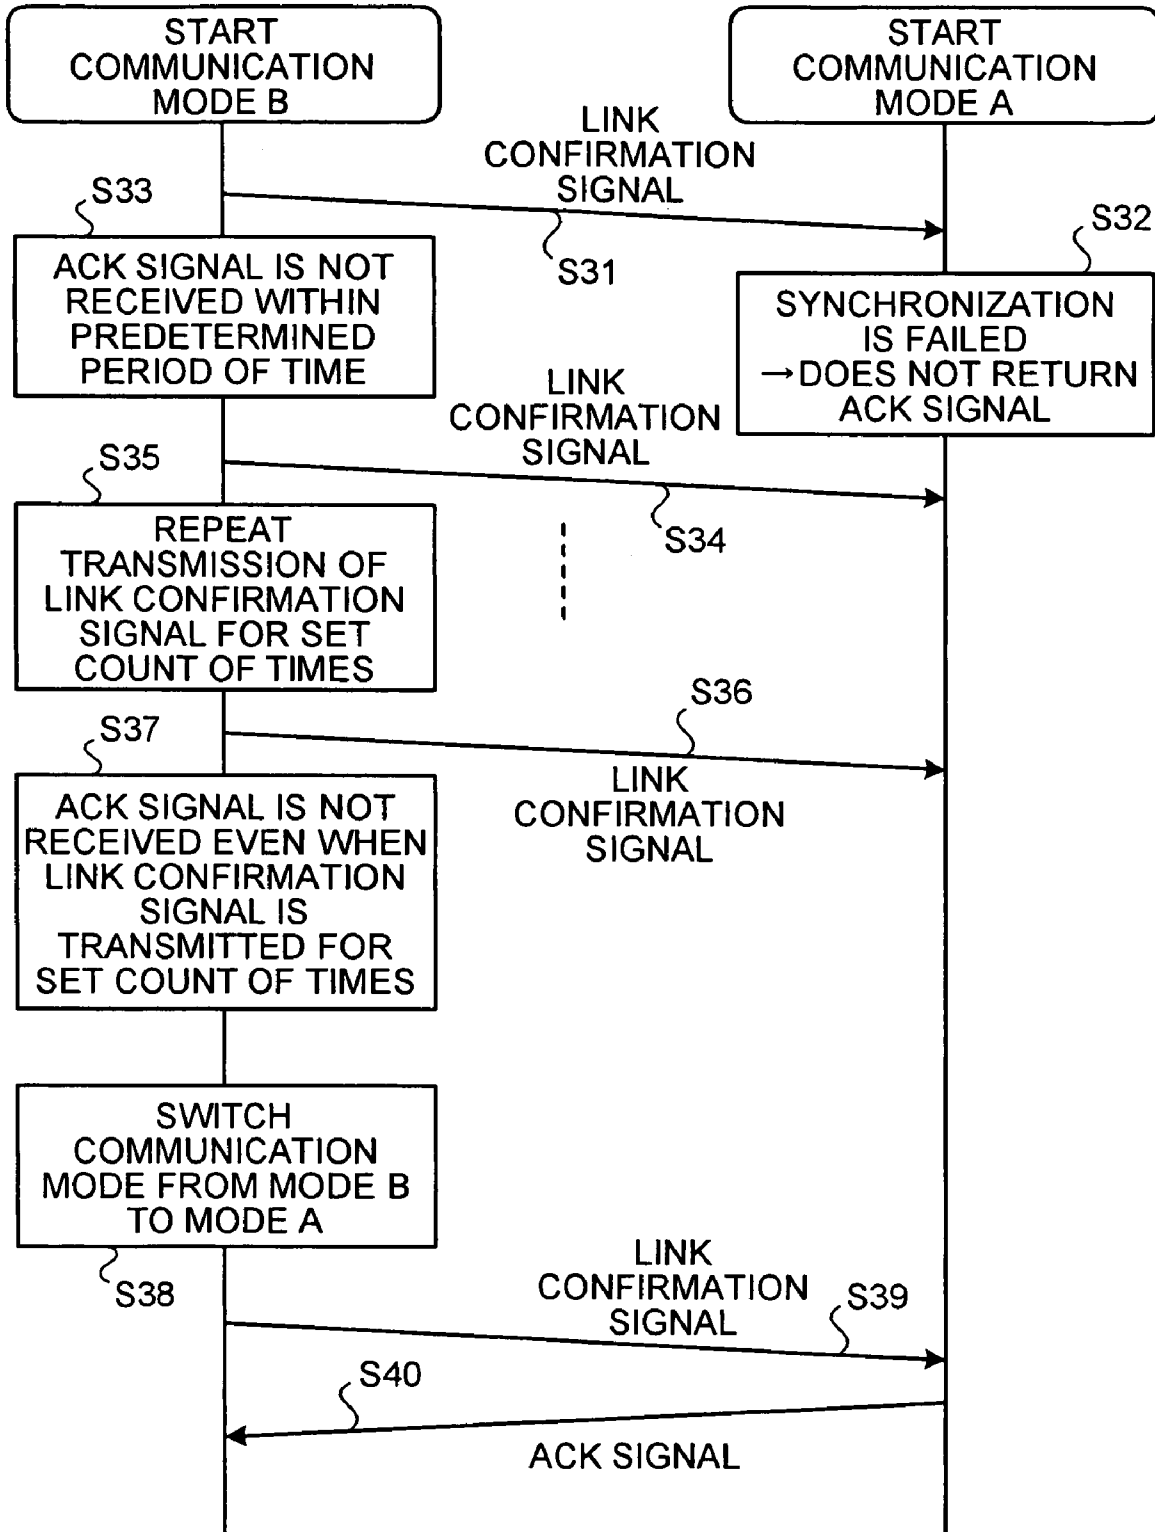 START
COMMUNICATION
MODE B
START
COMMUNICATION
MODE A
LINK
CONFIRMATION
SIGNAL
S31
S33
ACK SIGNAL IS NOT
RECEIVED WITHIN
PREDETERMINED
PERIOD OF TIME
S32
SYNCHRONIZATION
IS FAILED
→DOES NOT RETURN
ACK SIGNAL
LINK
CONFIRMATION
SIGNAL
S34
S35
REPEAT
TRANSMISSION OF
LINK CONFIRMATION
SIGNAL FOR SET
COUNT OF TIMES
S36
LINK
CONFIRMATION
SIGNAL
S37
ACK SIGNAL IS NOT
RECEIVED EVEN WHEN
LINK CONFIRMATION
SIGNAL IS
TRANSMITTED FOR
SET COUNT OF TIMES
SWITCH
COMMUNICATION
MODE FROM MODE B
TO MODE A
S38
LINK
CONFIRMATION
SIGNAL
S39
S40
ACK SIGNAL